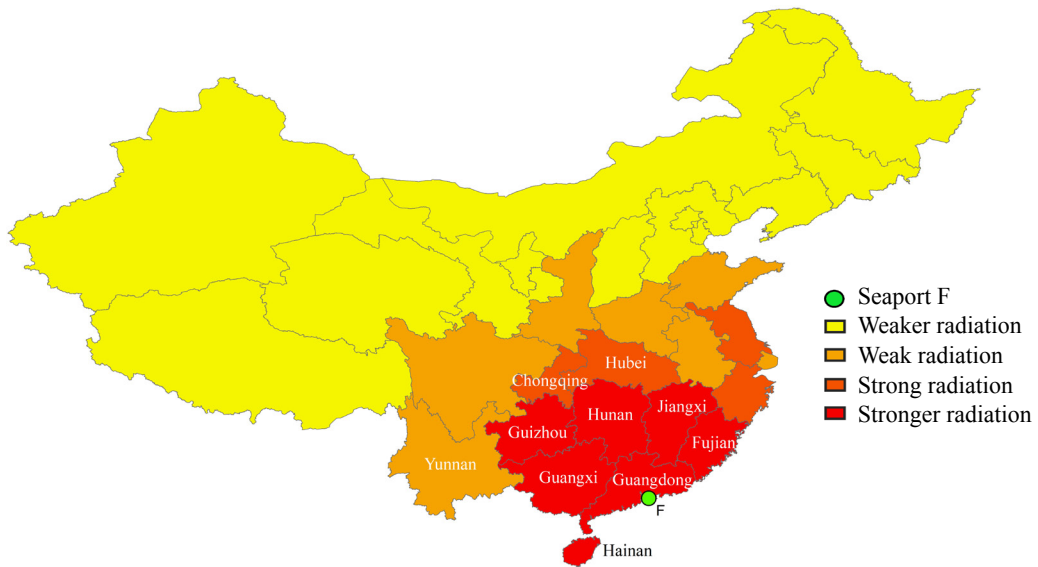 Seaport F
Weaker radiation
Weak radiation
Strong radiation
Stronger radiation
Hubei
Chongqing
Hunan
Jiangxi
Guizhou
Fujian
Yunnan
Guangxi
Guangdong
F
Hainan